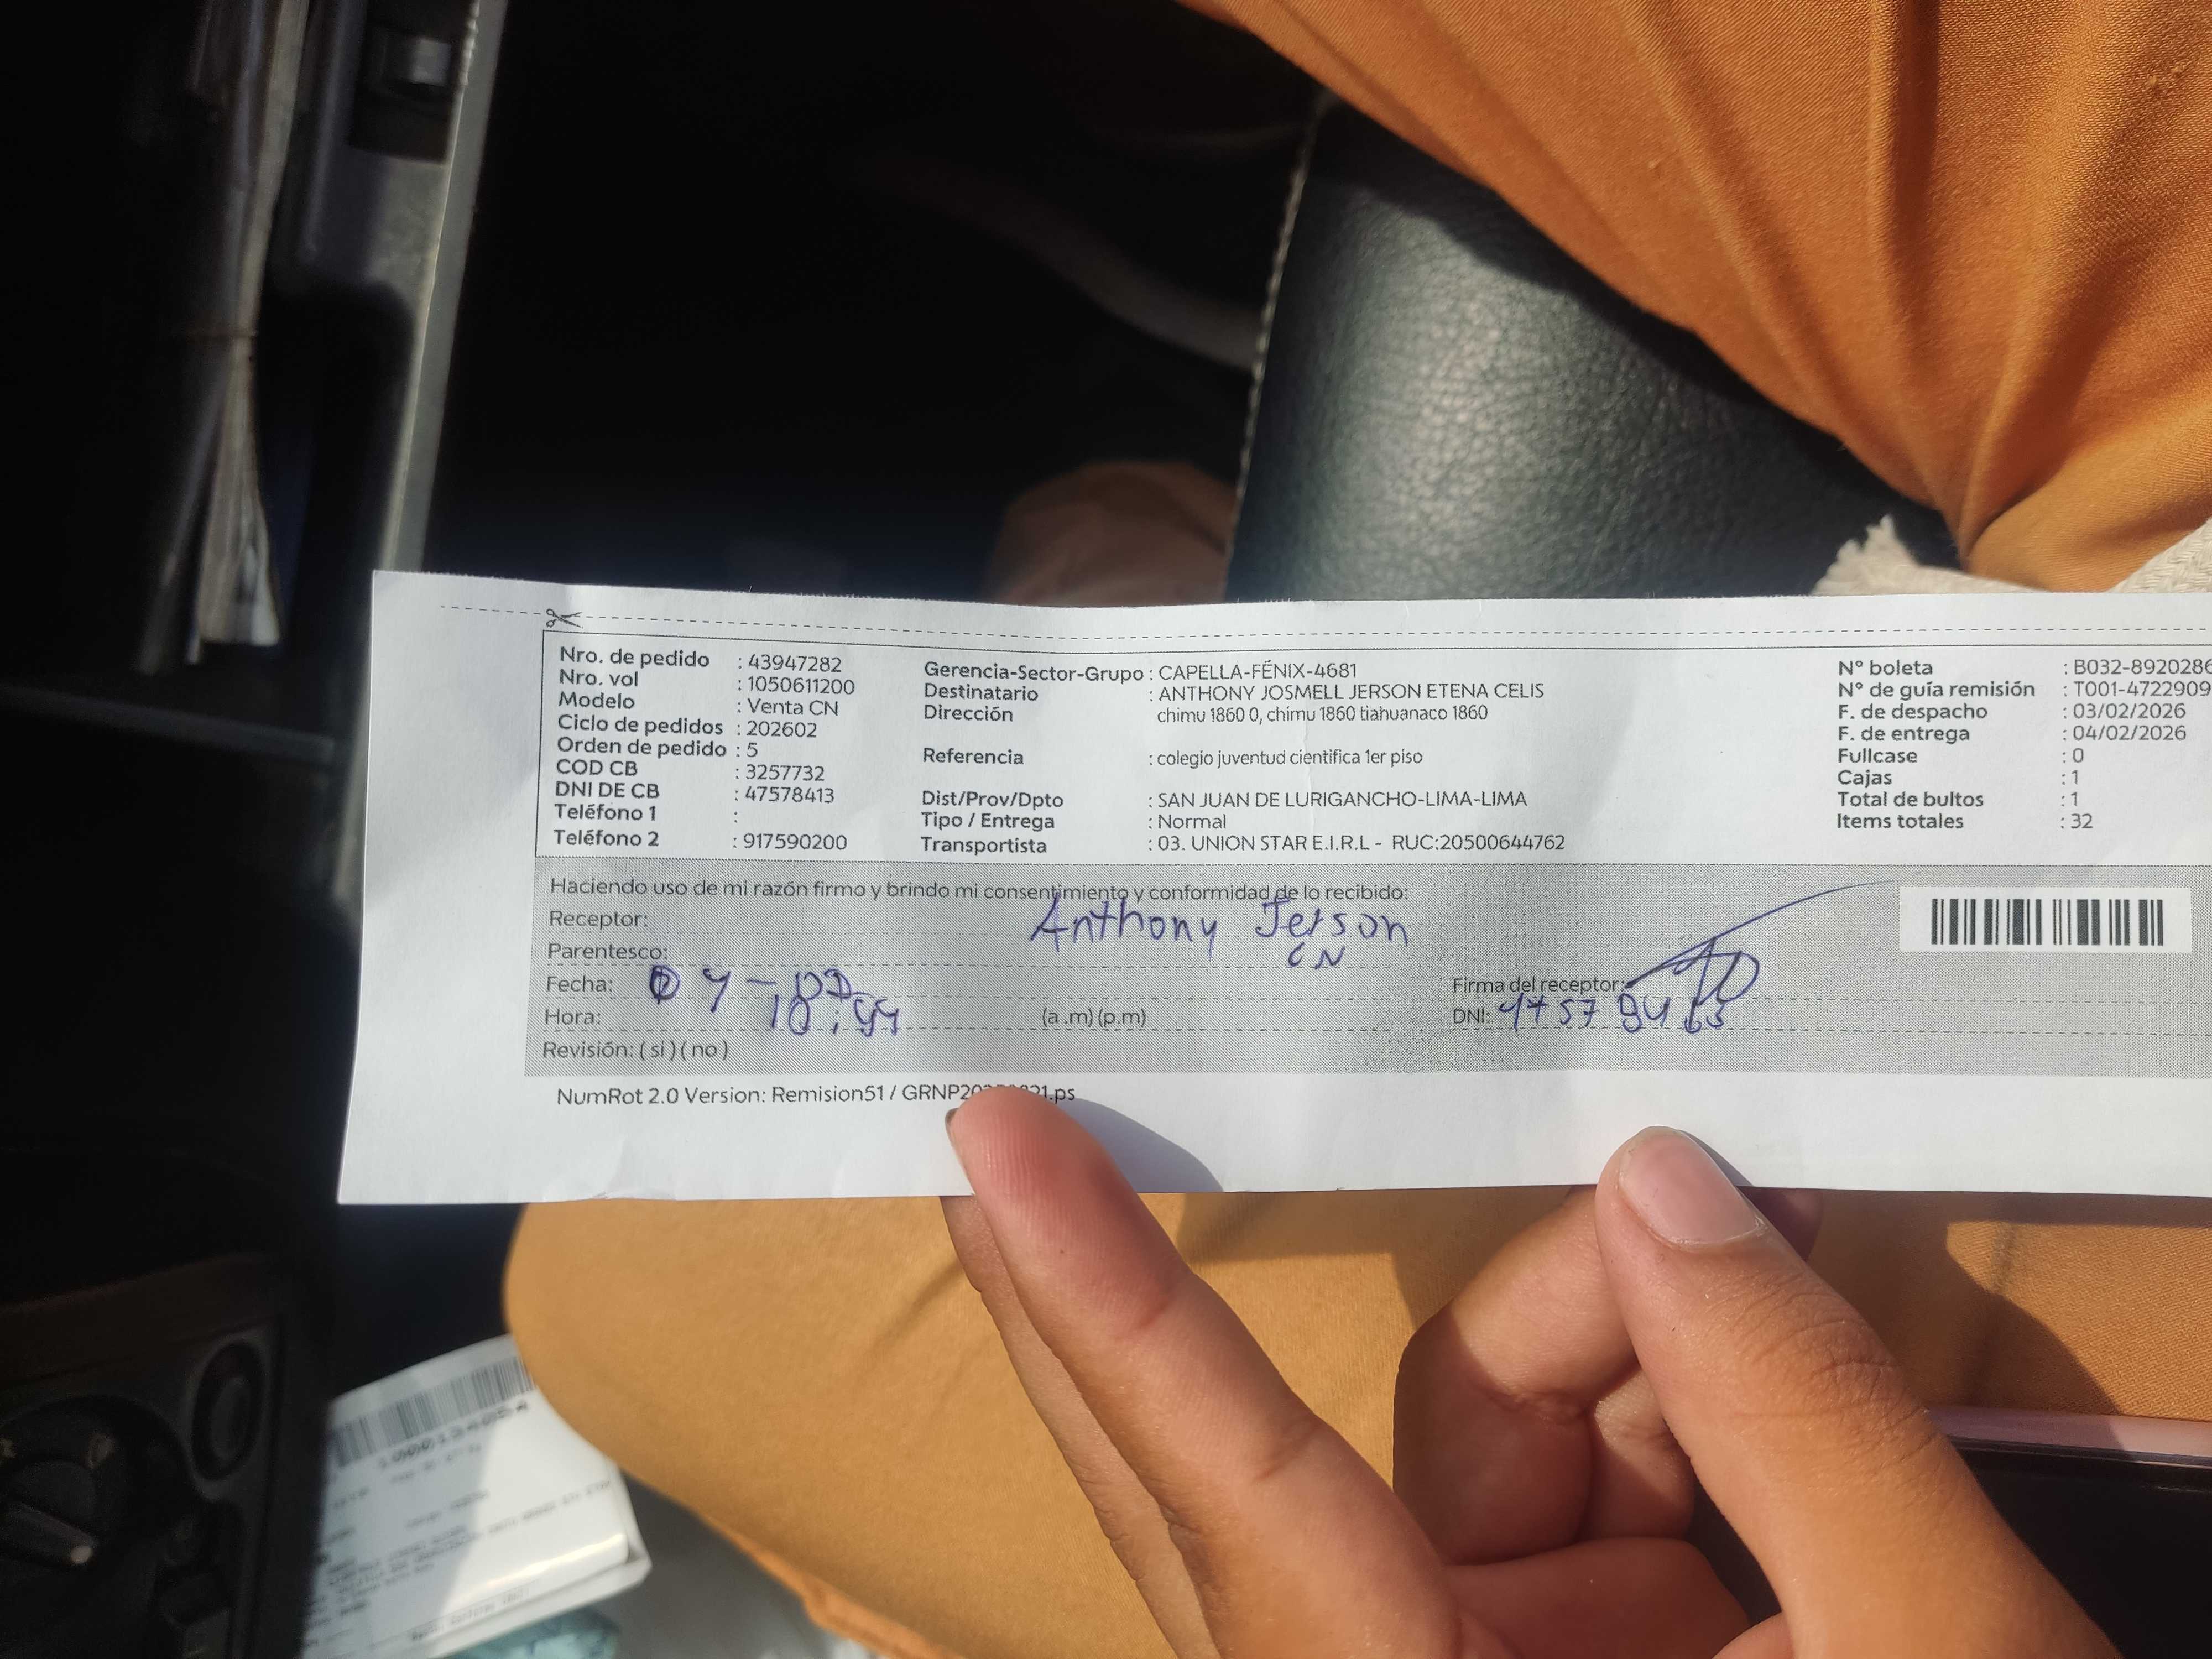 Nro. de pedido : 43947282
Nro. vol : 1050611200
Modelo : Venta CN
Ciclo de pedidos : 202602
Orden de pedido : 5
COD CB : 3257732
DNI DE CB : 47578413
Teléfono 1 :
Teléfono 2 : 917590200
Gerencia-Sector-Grupo : CAPELLA-FÉNIX-4681
Destinatario : ANTHONY JOSMELL JERSON ETENA CELIS
Dirección chimu 1860 0, chimu 1860 tiahuanaco 1860
Referencia : colegio juventud cientifica 1er piso
Dist/Prov/Dpto : SAN JUAN DE LURIGANCHO-LIMA-LIMA
Tipo / Entrega : Normal
Transportista : 03. UNION STAR E.I.R.L - RUC:20500644762
N° boleta : B032-8920286
N° de guía remisión : T001-4722909
F. de despacho : 03/02/2026
F. de entrega : 04/02/2026
Fullcase : 0
Cajas : 1
Total de bultos : 1
Items totales : 32
Haciendo uso de mi razón firmo y brindo mi consentimiento y conformidad de lo recibido:
Receptor: Anthony Jerson
Parentesco: CN
Fecha:
Hora: (a .m) (p.m)
Revisión: ( si ) ( no )
Firma del receptor:
DNI:
NumRot 2.0 Version: Remision51 /